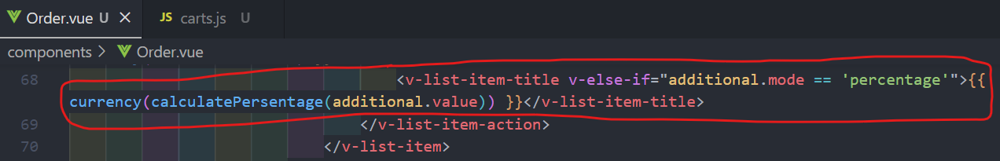 Order.vue U × JS carts.js U
components > Order.vue
68 <v-list-item-title v-else-if="additional.mode == 'percentage'">{{
currency(calculatePersentage(additional.value)) }}</v-list-item-title>
69 </v-list-item-action>
70 </v-list-item>